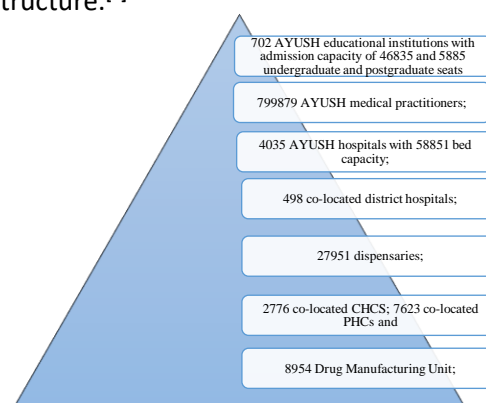 structure.
702 AYUSH educational institutions with
admission capacity of 46835 and 5885
undergraduate and postgraduate seats
799879 AYUSH medical practitioners;
4035 AYUSH hospitals with 58851 bed
capacity;
498 co-located district hospitals;
27951 dispensaries;
2776 co-located CHCS; 7623 co-located
PHCs and
8954 Drug Manufacturing Unit;